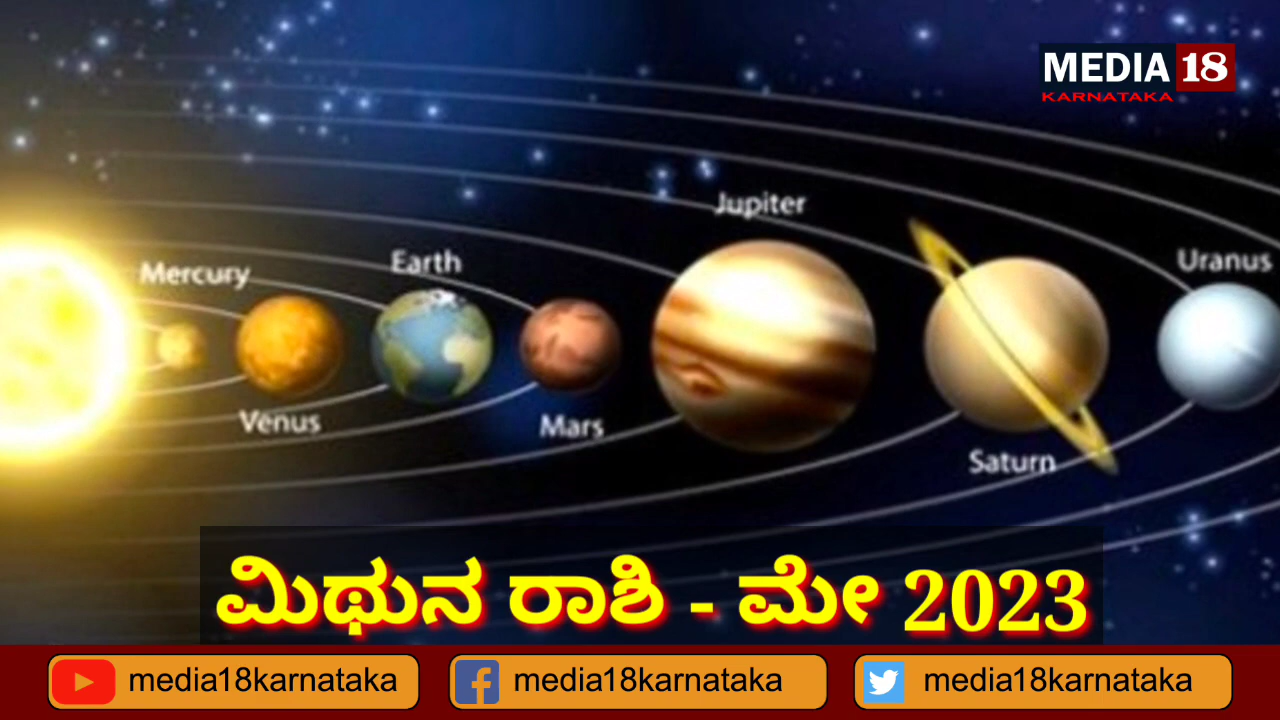 MEDIA 18
KARNATAKA
Jupiter
Earth
Uranus
Mercury
Venus
Mars
Saturn
ಮಿಥುನ ರಾಶಿ - ಮೇ 2023
media18karnataka
media18karnataka
media18karnataka